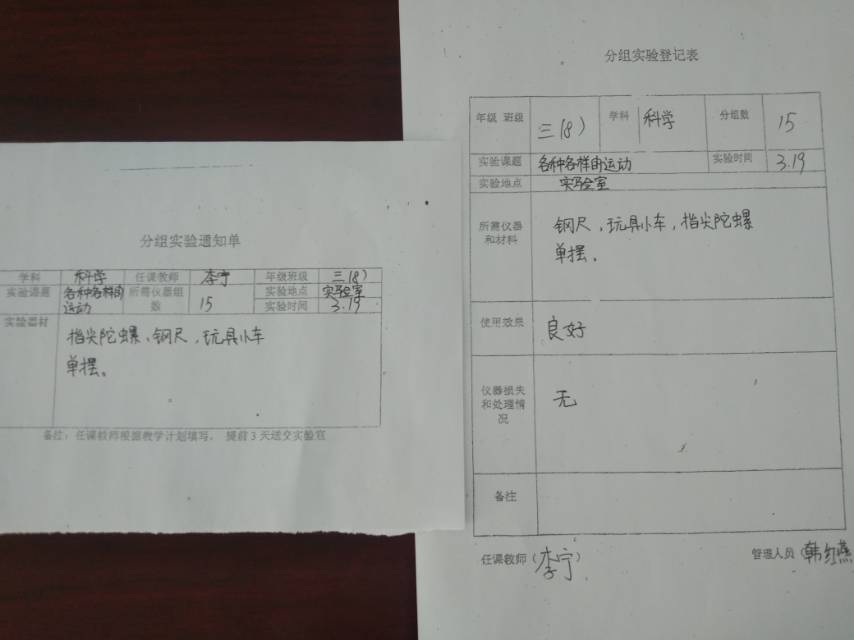 分组实验通知单
学科 科学 任课教师 李宁 年级班级 三(8)
实验课题 各种各样的运动 所需仪器组数 15 实验地点 实验室
实验时间 3.19
实验器材 指尖陀螺、钢尺，玩具小车
单摆。
备注：任课教师根据教学计划填写，提前3天送交实验室
分组实验登记表
年级 班级 三(8) 学科 科学 分组数 15
实验课题 各种各样的运动 实验时间 3.19
实验地点 实验室
所需仪器和材料 钢尺，玩具小车，指尖陀螺
单摆。
使用效果 良好
仪器损失和处理情况 无
备注
任课教师（李宁） 管理人员（韩红燕